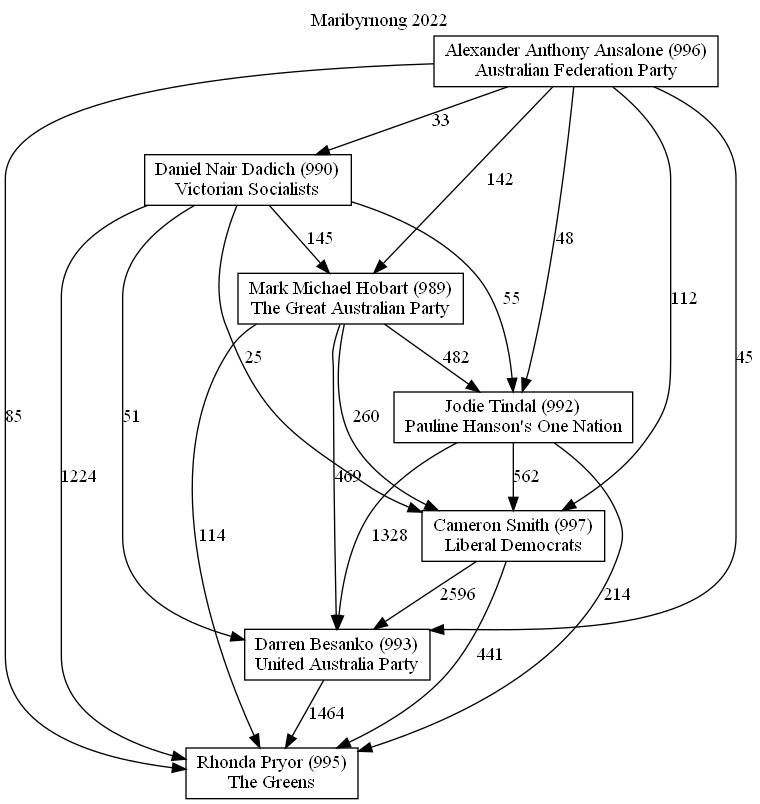 Maribyrnong 2022
Alexander Anthony Ansalone (996)
Australian Federation Party
33
Daniel Nair Dadich (990)
Victorian Socialists
142
145
48
Mark Michael Hobart (989)
The Great Australian Party
55
112
25
482
45
85
1224
51
260
Jodie Tindal (992)
Pauline Hanson's One Nation
469
562
114
1328
Cameron Smith (997)
Liberal Democrats
2596
214
Darren Besanko (993)
United Australia Party
441
1464
Rhonda Pryor (995)
The Greens